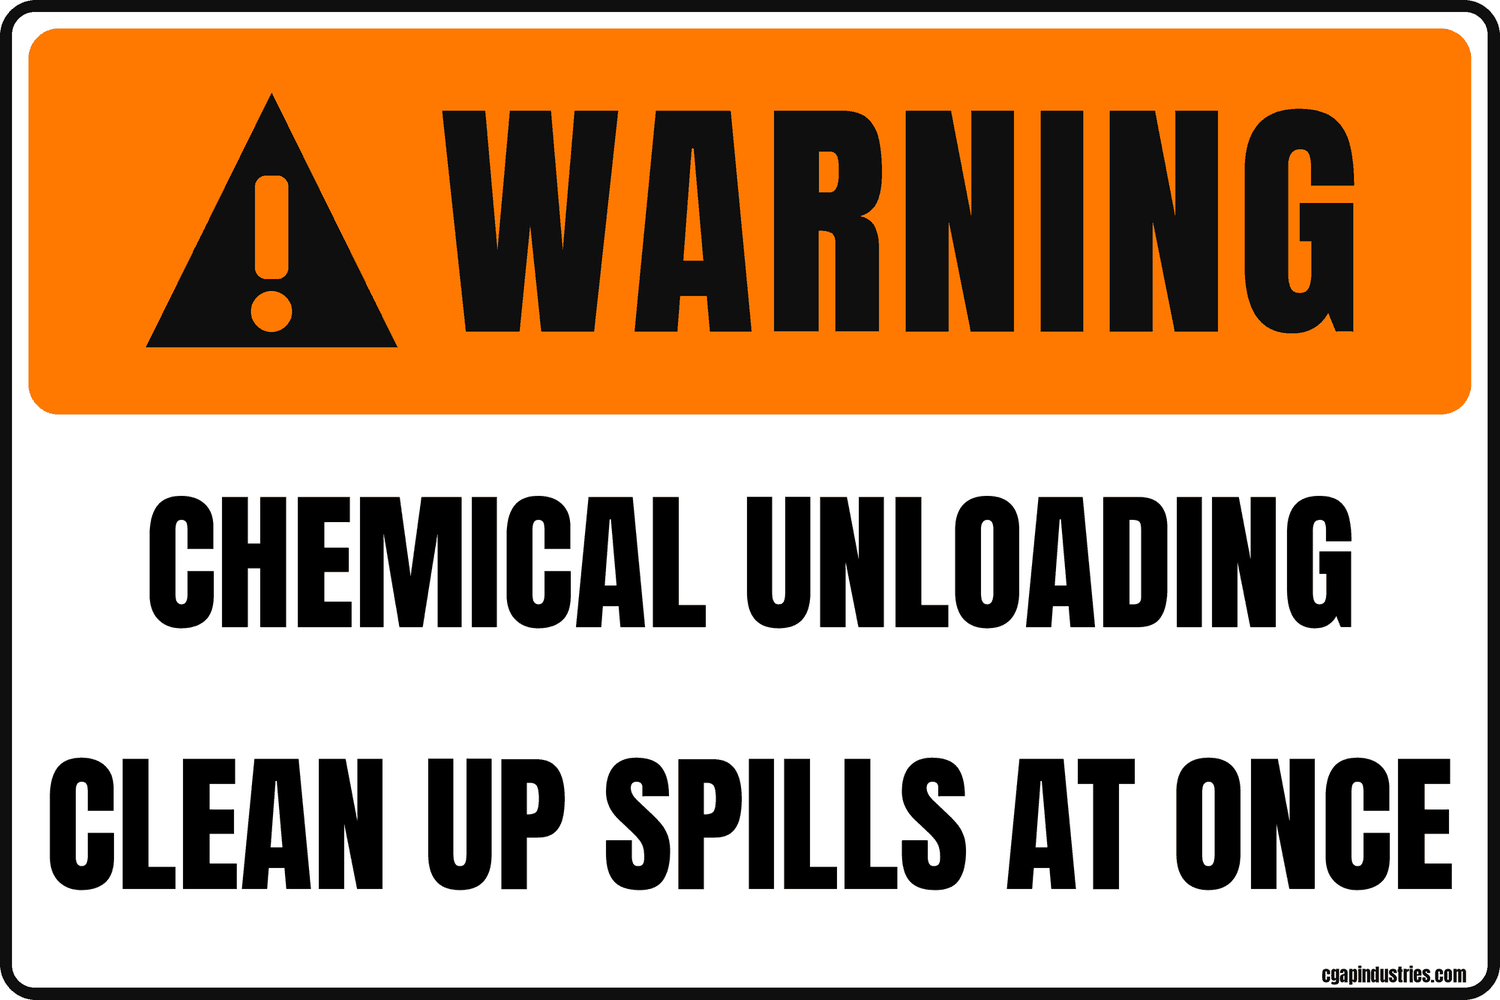 WARNING
CHEMICAL UNLOADING
CLEAN UP SPILLS AT ONCE
cgapindustries.com